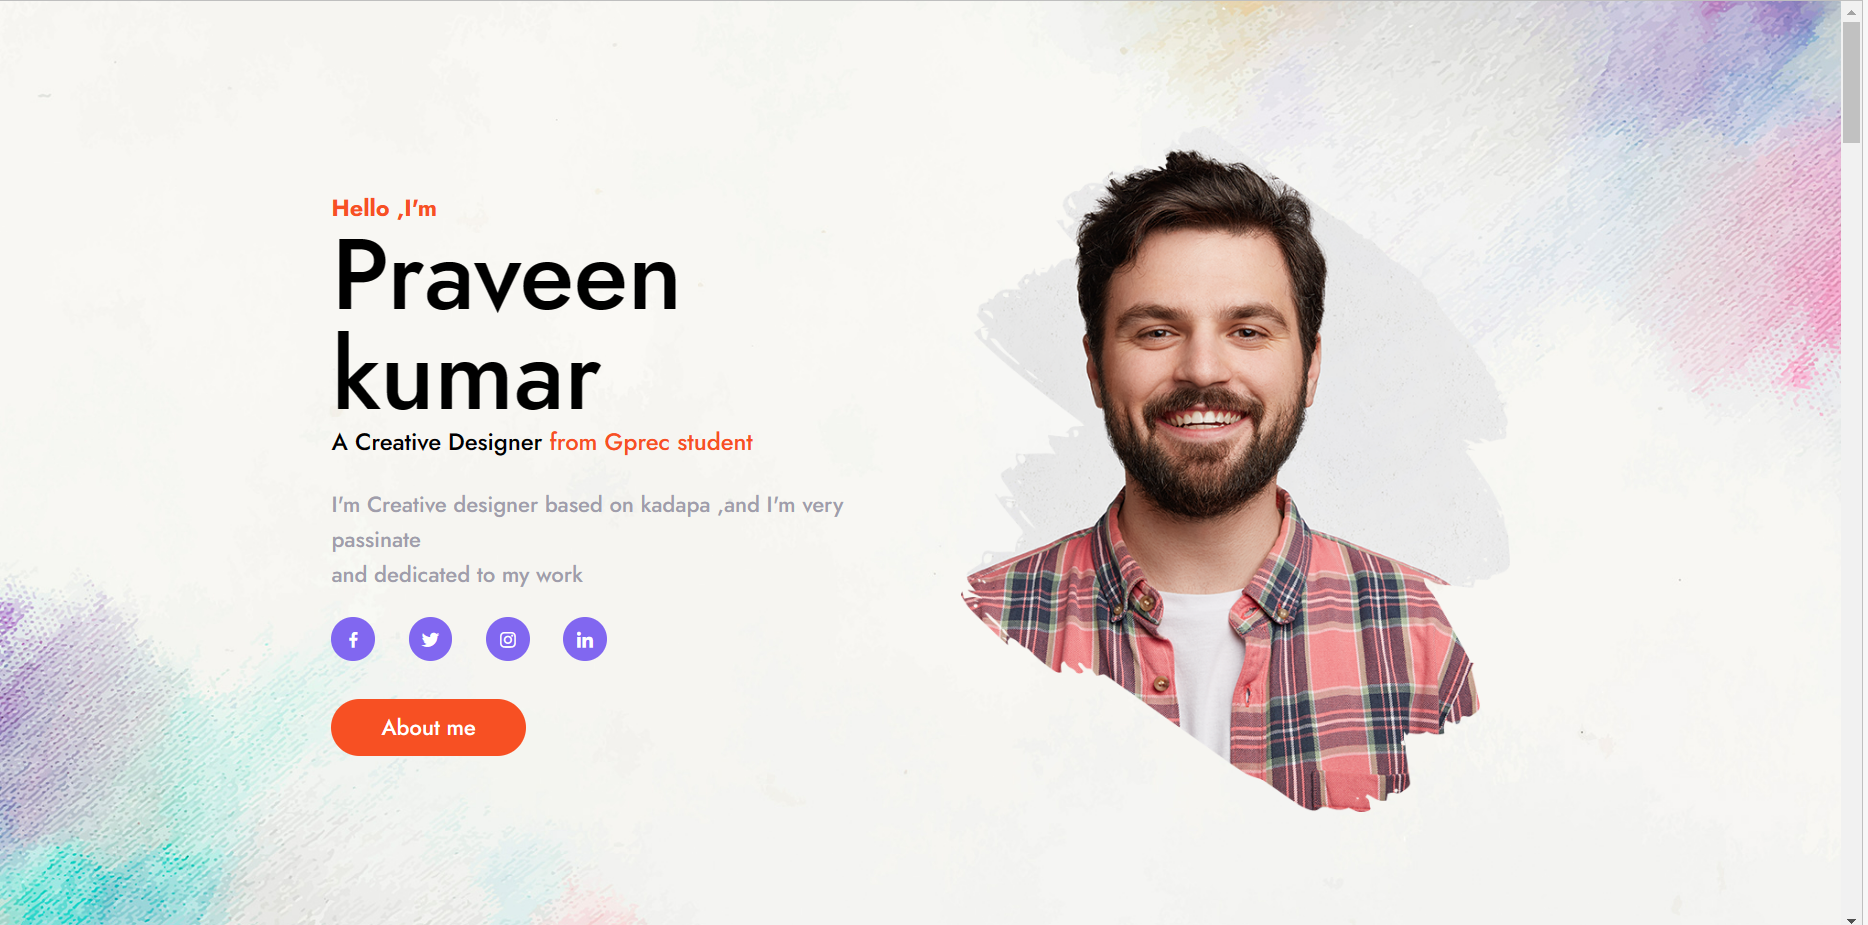 Hello ,I'm
Praveen
kumar
A Creative Designer from Gprec student
I'm Creative designer based on kadapa ,and I'm very
passinate
and dedicated to my work
About me